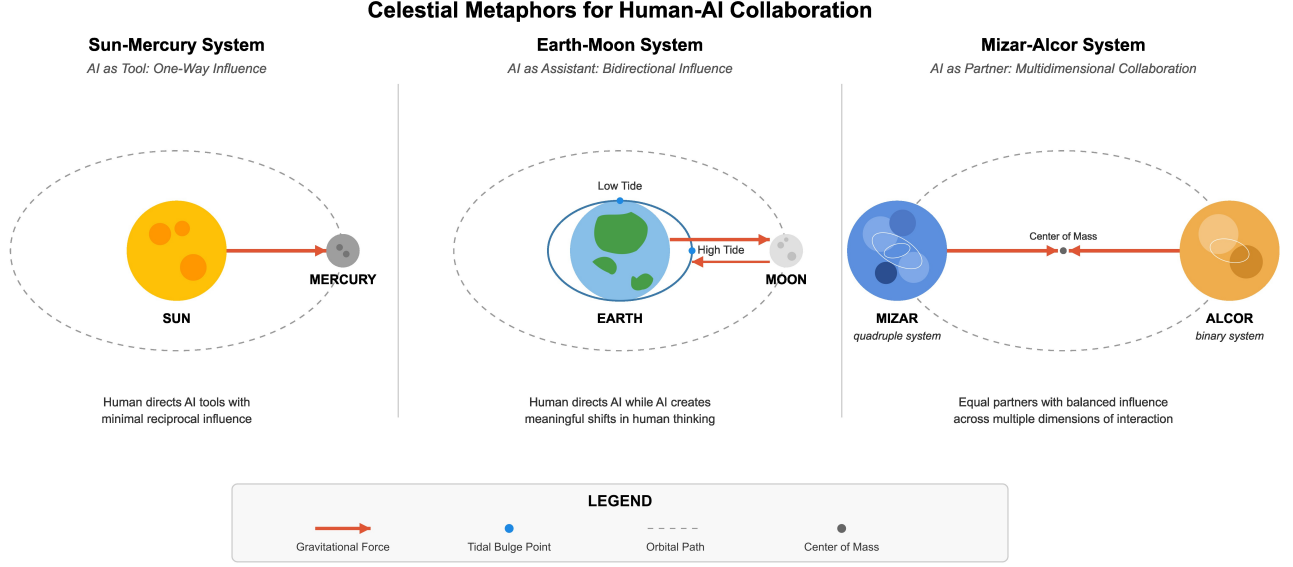 Celestial Metaphors for Human-AI Collaboration
Sun-Mercury System
AI as Tool: One-Way Influence
MERCURY
SUN
Human directs AI tools with
minimal reciprocal influence
Earth-Moon System
AI as Assistant: Bidirectional Influence
Low Tide
High Tide
MOON
EARTH
Human directs AI while AI creates
meaningful shifts in human thinking
Mizar-Alcor System
AI as Partner: Multidimensional Collaboration
Center of Mass
MIZAR
quadruple system
ALCOR
binary system
Equal partners with balanced influence
across multiple dimensions of interaction
LEGEND
Gravitational Force
Tidal Bulge Point
Orbital Path
Center of Mass